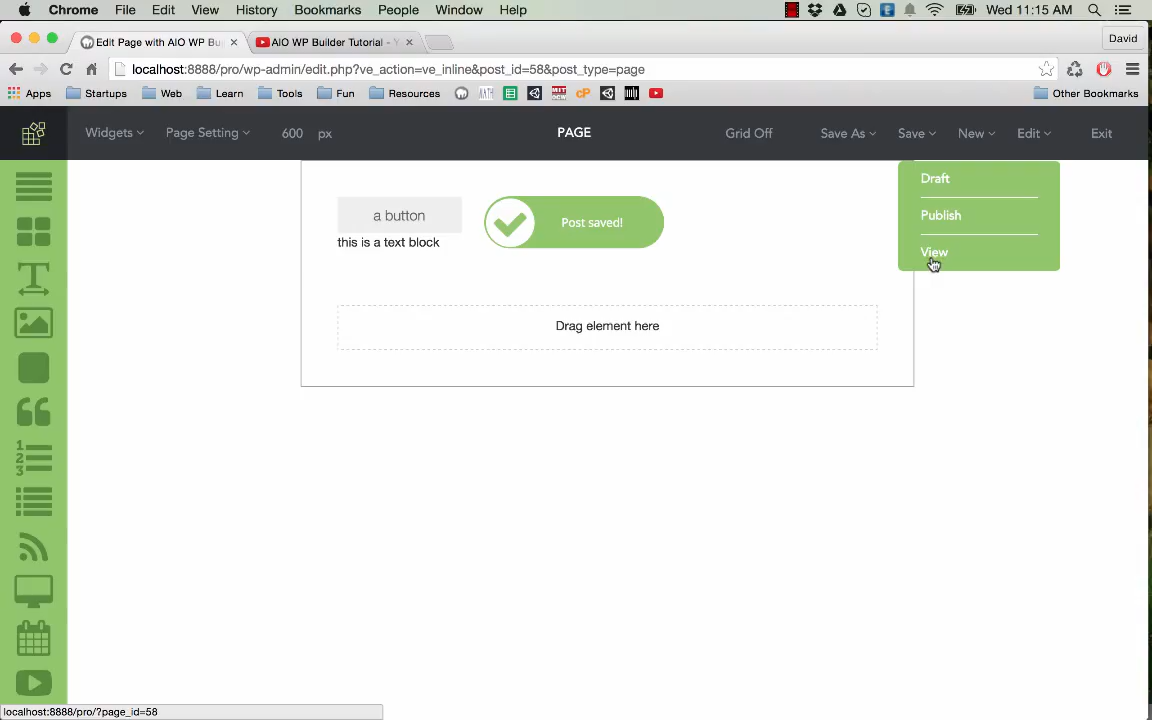 Chrome File Edit View History Bookmarks People Window Help Wed 11:15 AM
Edit Page with AIO WP Bu AIO WP Builder Tutorial - Y David
localhost:8888/pro/wp-admin/edit.php?ve_action=ve_inline&post_id=58&post_type=page
Apps Startups Web Learn Tools Fun Resources Other Bookmarks
Widgets Page Setting 600 px PAGE Grid Off Save As Save New Edit Exit
Draft
Publish
View
a button
Post saved!
this is a text block
Drag element here
localhost:8888/pro/?page_id=58